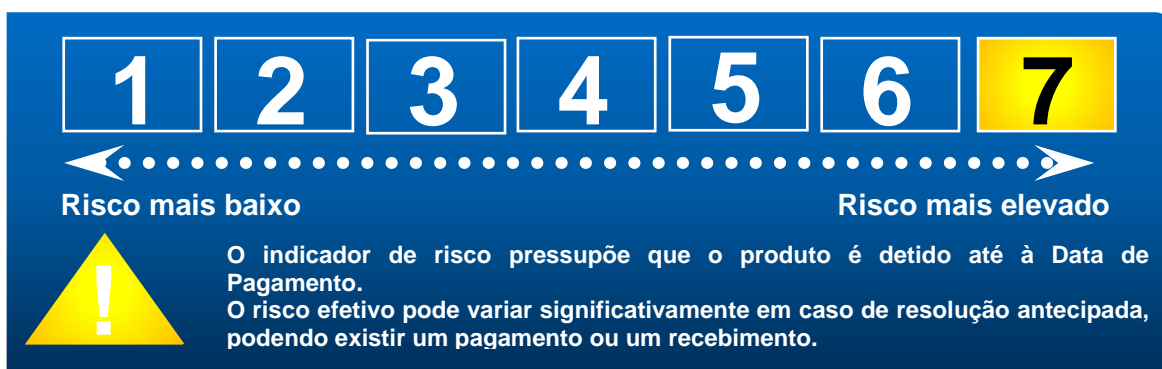 1 2 3 4 5 6 7
Risco mais baixo Risco mais elevado
!
O indicador de risco pressupõe que o produto é detido até à Data de
Pagamento.
O risco efetivo pode variar significativamente em caso de resolução antecipada,
podendo existir um pagamento ou um recebimento.